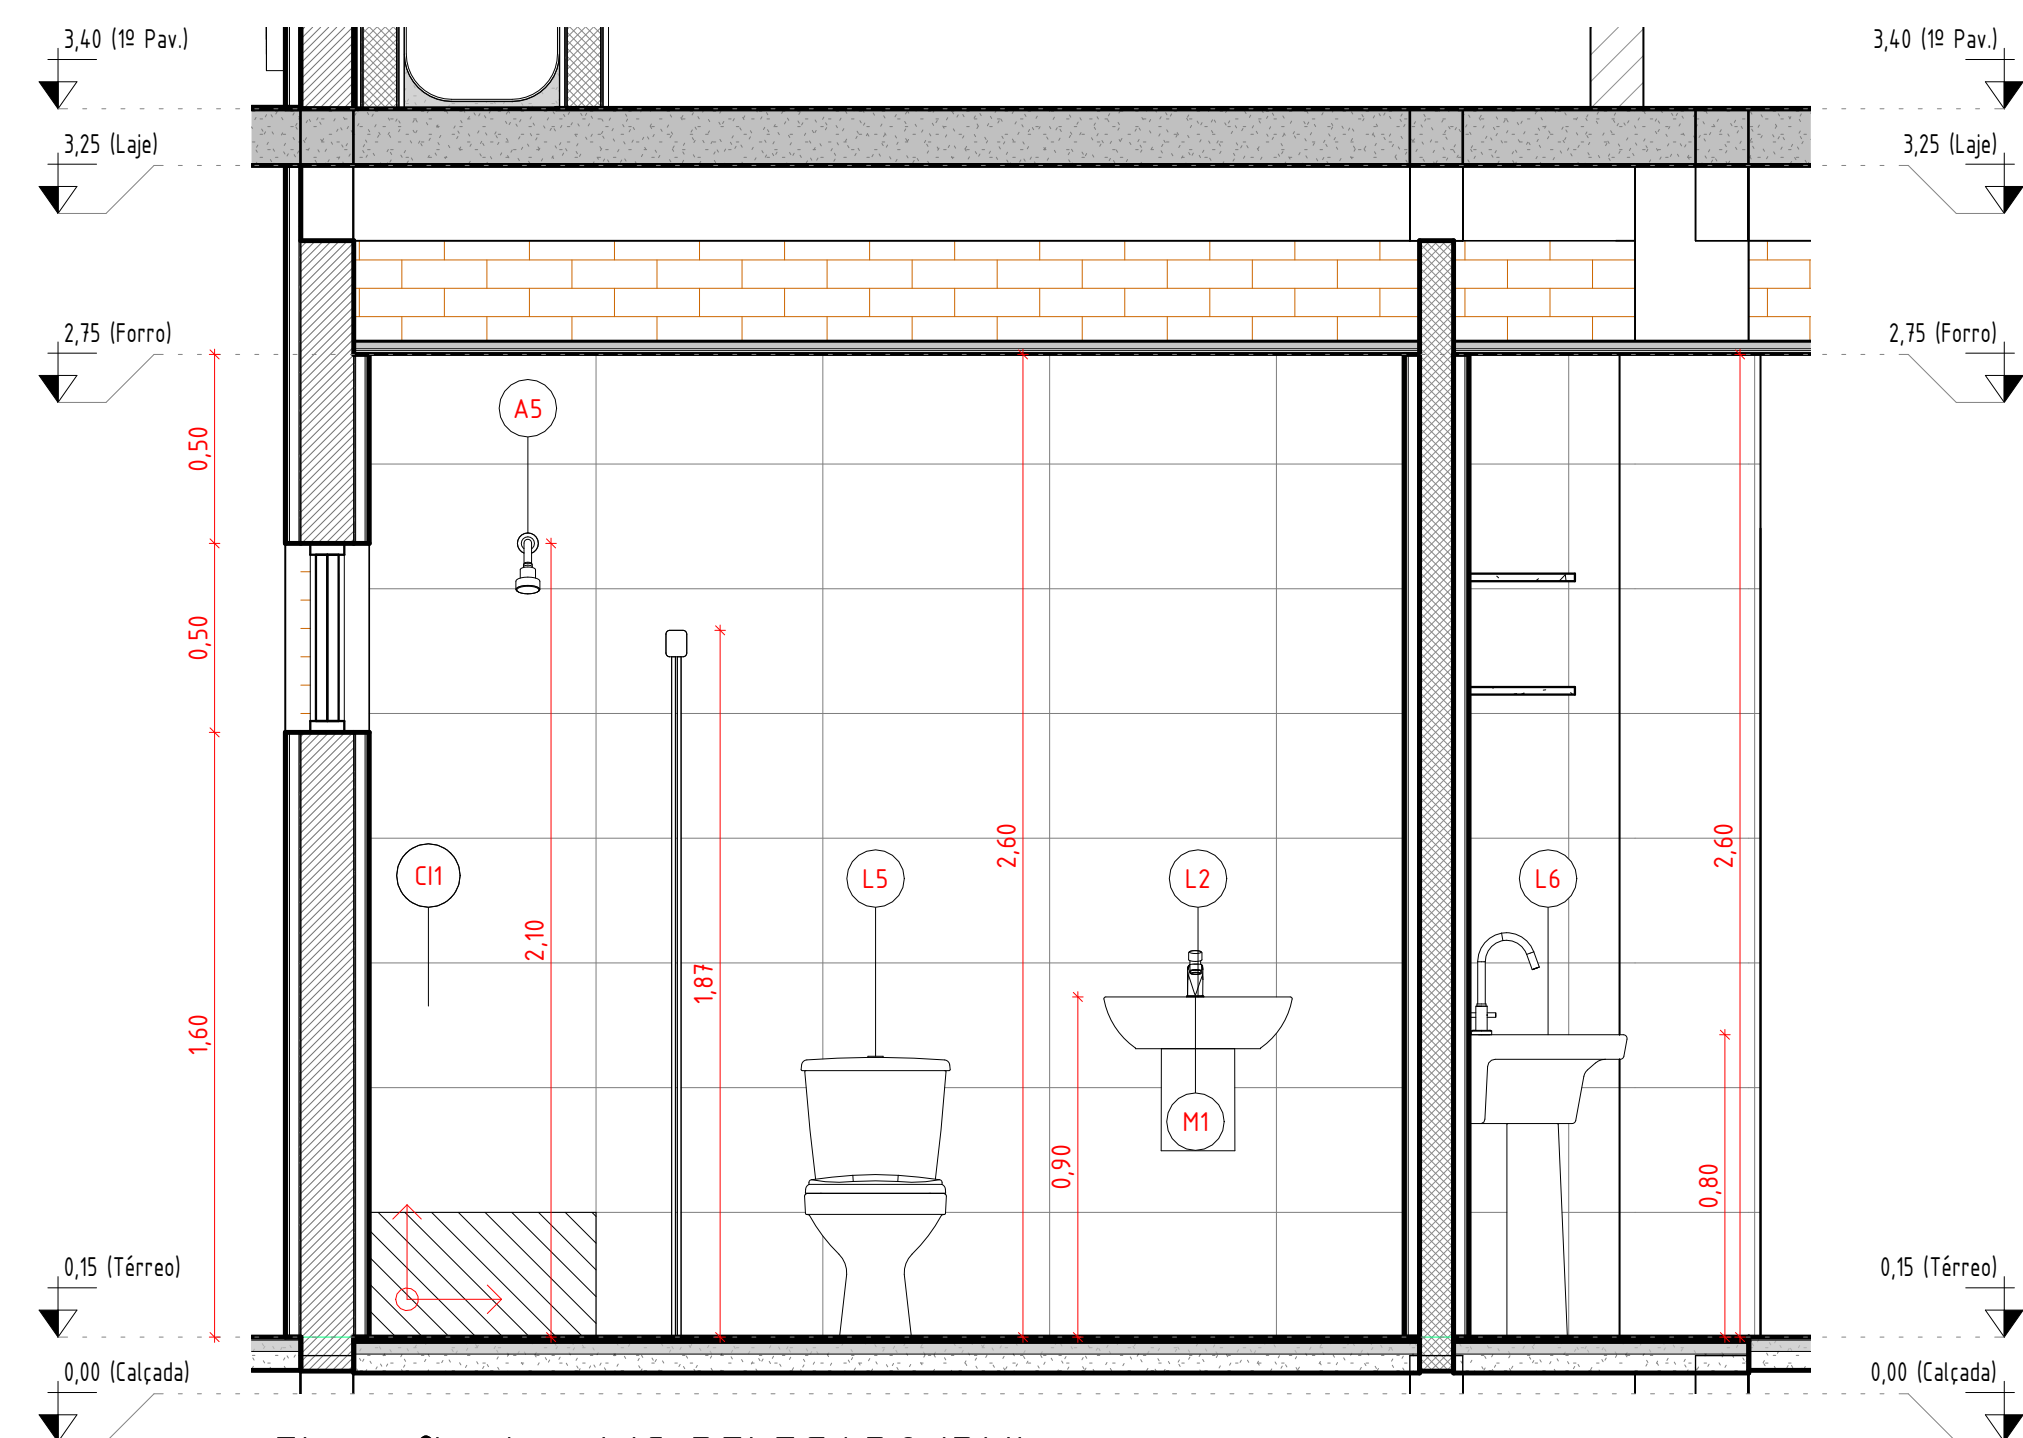 3,40 (1º Pav.)
3,40 (1º Pav.)
3,25 (Laje)
3,25 (Laje)
2,75 (Forro)
2,75 (Forro)
A5
0,50
0,50
2,60
2,60
CI1
L5
L2
L6
2,10
1,87
1,60
M1
0,90
0,80
0,15 (Térreo)
0,15 (Térreo)
0,00 (Calçada)
0,00 (Calçada)